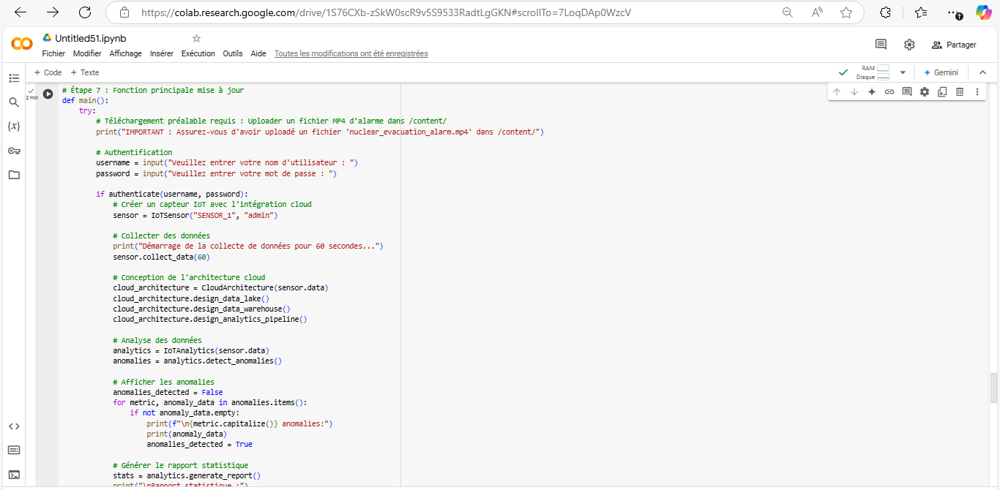 https://colab.research.google.com/drive/1S76CXb-zSkW0scR9v5S9533RadtLgGKN#scrollTo=7LoqDAp0WzcV
Untitled51.ipynb
Fichier Modifier Affichage Insérer Exécution Outils Aide Toutes les modifications ont été enregistrées
Partager
+ Code + Texte
RAM
Disque
Gemini
2 min
# Étape 7 : Fonction principale mise à jour
def main():
    try:
        # Téléchargement préalable requis : Uploader un fichier MP4 d'alarme dans /content/
        print("IMPORTANT : Assurez-vous d'avoir uploadé un fichier 'nuclear_evacuation_alarm.mp4' dans /content/")
        # Authentification
        username = input("Veuillez entrer votre nom d'utilisateur : ")
        password = input("Veuillez entrer votre mot de passe : ")
        if authenticate(username, password):
            # Créer un capteur IoT avec l'intégration cloud
            sensor = IoTSensor("SENSOR_1", "admin")
            # Collecter des données
            print("Démarrage de la collecte de données pour 60 secondes...")
            sensor.collect_data(60)
            # Conception de l'architecture cloud
            cloud_architecture = CloudArchitecture(sensor.data)
            cloud_architecture.design_data_lake()
            cloud_architecture.design_data_warehouse()
            cloud_architecture.design_analytics_pipeline()
            # Analyse des données
            analytics = IoTAnalytics(sensor.data)
            anomalies = analytics.detect_anomalies()
            # Afficher les anomalies
            anomalies_detected = False
            for metric, anomaly_data in anomalies.items():
                if not anomaly_data.empty:
                    print(f"\n{metric.capitalize()} anomalies:")
                    print(anomaly_data)
                    anomalies_detected = True
            # Générer le rapport statistique
            stats = analytics.generate_report()
            print("\nRapport statistique :")